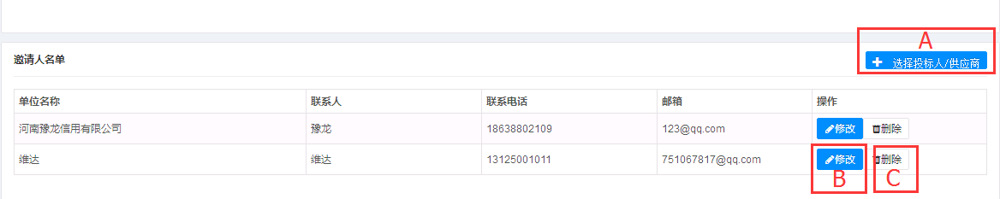 A
邀请人名单
选择投标人/供应商
单位名称 联系人 联系电话 邮箱 操作
河南豫龙信用有限公司 豫龙 18638802109 123@qq.com 修改 删除
维达 维达 13125001011 751067817@qq.com 修改 删除
B C